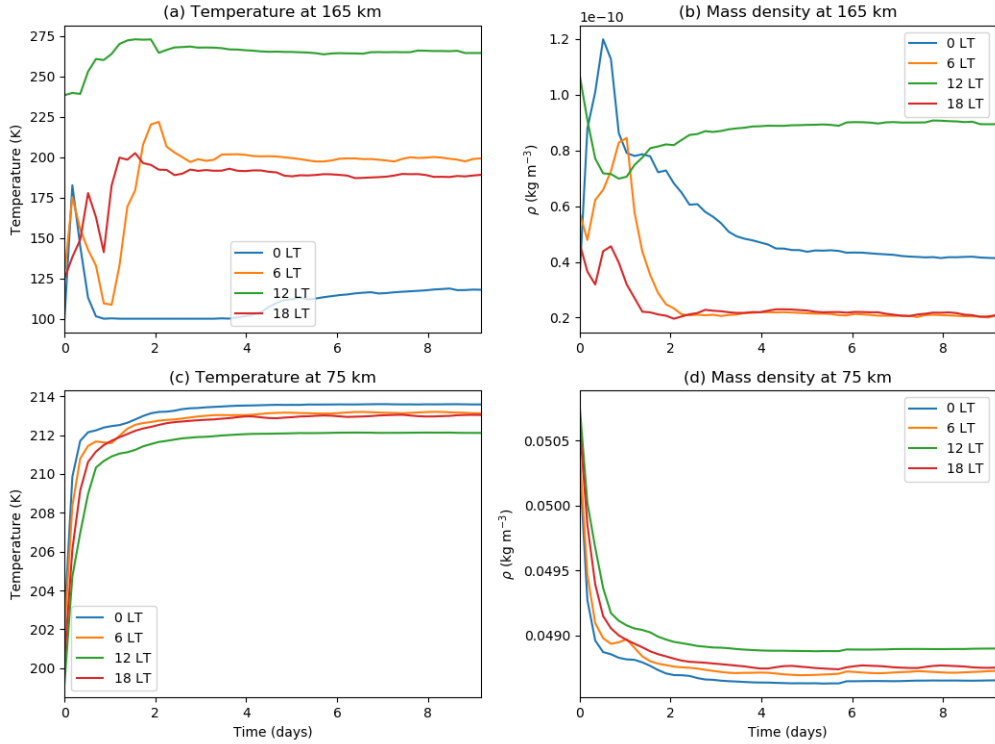 (a) Temperature at 165 km
275
250
225
200
175
150
125
100
Temperature (K)
0 LT
6 LT
12 LT
18 LT
0
2
4
6
8
(b) Mass density at 165 km
1e−10
1.2
1.0
0.8
0.6
0.4
0.2
ρ (kg m⁻³)
0 LT
6 LT
12 LT
18 LT
0
2
4
6
8
(c) Temperature at 75 km
214
212
210
208
206
204
202
200
Temperature (K)
0 LT
6 LT
12 LT
18 LT
0
2
4
6
8
Time (days)
(d) Mass density at 75 km
0.0505
0.0500
0.0495
0.0490
ρ (kg m⁻³)
0 LT
6 LT
12 LT
18 LT
0
2
4
6
8
Time (days)